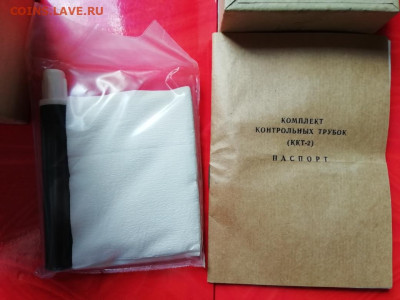 COINS.LAVE.RU
КОМПЛЕКТ
КОНТРОЛЬНЫХ ТРУБОК
(ККТ-2)
ПАСПОРТ